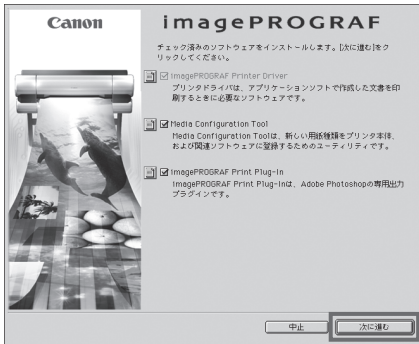 Canon
imagePROGRAF
チェック済みのソフトウェアをインストールします。[次に進む]をク
リックしてください。
imagePROGRAF Printer Driver
プリンタドライバは、アプリケーションソフトで作成した文書を印
刷するときに必要なソフトウェアです。
Media Configuration Tool
Media Configuration Toolは、新しい用紙種類をプリンタ本体、
および関連ソフトウェアに登録するためのユーティリティです。
imagePROGRAF Print Plug-In
imagePROGRAF Print Plug-Inは、Adobe Photoshopの専用出力
プラグインです。
中止
次に進む